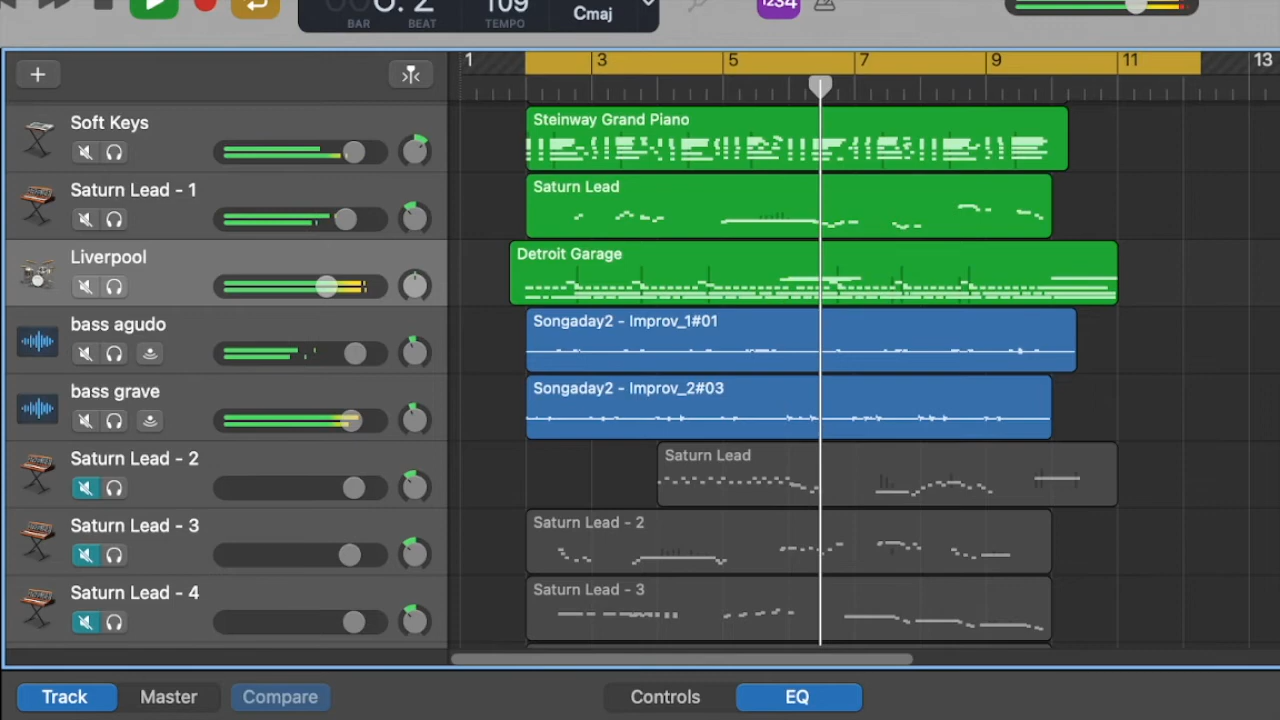 BAR
BEAT
109
TEMPO
Cmaj
1234
1
3
5
7
9
11
13
Soft Keys
Steinway Grand Piano
Saturn Lead - 1
Saturn Lead
Liverpool
Detroit Garage
bass agudo
Songaday2 - Improv_1#01
bass grave
Songaday2 - Improv_2#03
Saturn Lead - 2
Saturn Lead
Saturn Lead - 3
Saturn Lead - 2
Saturn Lead - 4
Saturn Lead - 3
Track
Master
Compare
Controls
EQ